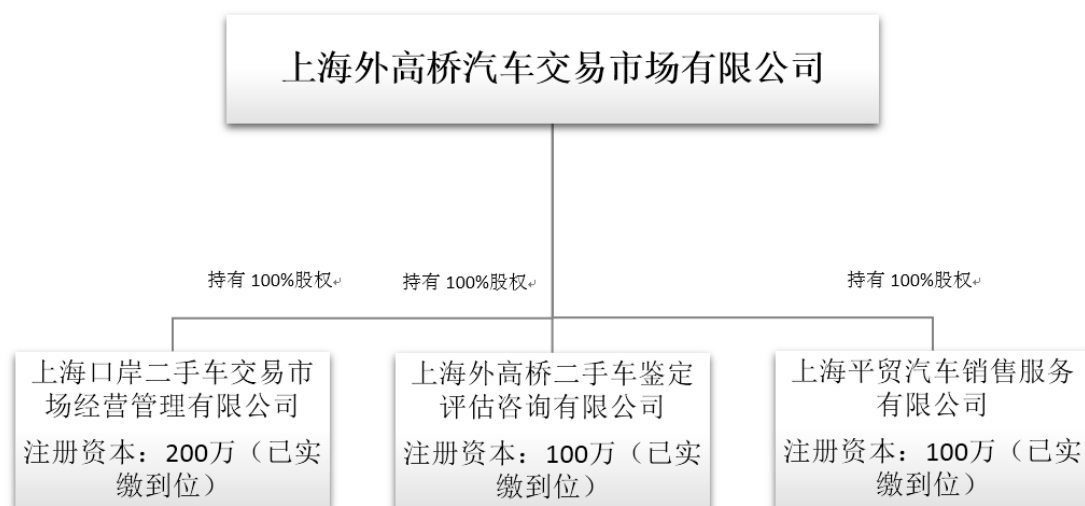 上海外高桥汽车交易市场有限公司
持有 100%股权
持有 100%股权
持有 100%股权
上海口岸二手车交易市
场经营管理有限公司
注册资本：200万（已实
缴到位）
上海外高桥二手车鉴定
评估咨询有限公司
注册资本：100万（已实
缴到位）
上海平贸汽车销售服务
有限公司
注册资本：100万（已实
缴到位）